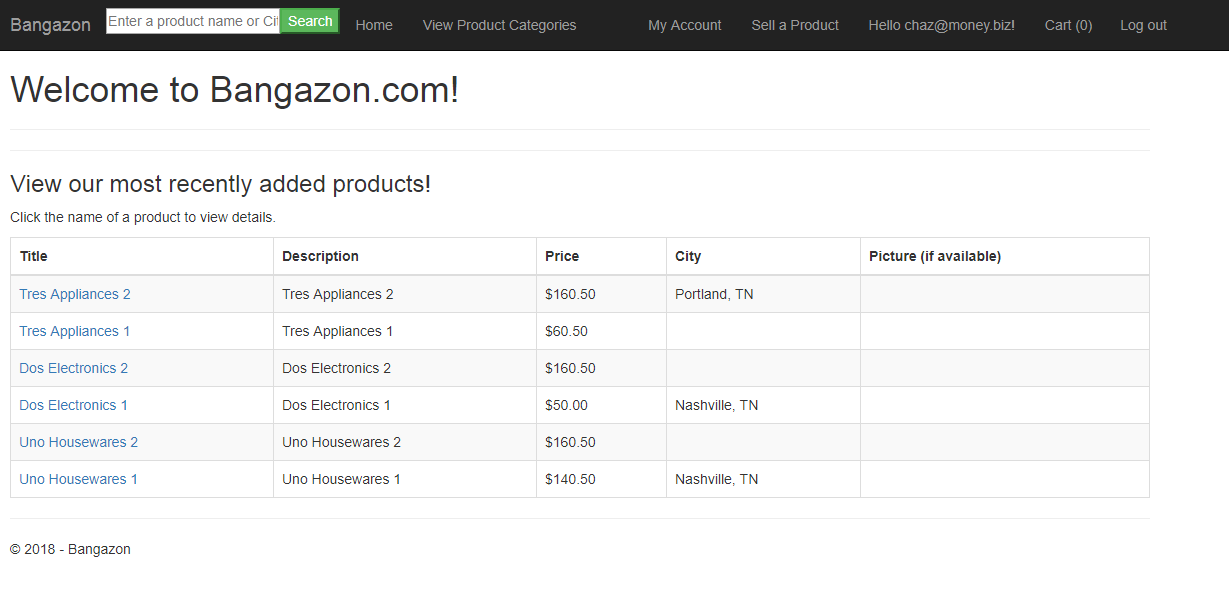 Bangazon Enter a product name or Search Home View Product Categories My Account Sell a Product Hello chaz@money.biz! Cart (0) Log out
Welcome to Bangazon.com!
View our most recently added products!
Click the name of a product to view details.
Title Description Price City Picture (if available)
Tres Appliances 2 Tres Appliances 2 $160.50 Portland, TN
Tres Appliances 1 Tres Appliances 1 $60.50
Dos Electronics 2 Dos Electronics 2 $160.50
Dos Electronics 1 Dos Electronics 1 $50.00 Nashville, TN
Uno Housewares 2 Uno Housewares 2 $160.50
Uno Housewares 1 Uno Housewares 1 $140.50 Nashville, TN
© 2018 - Bangazon